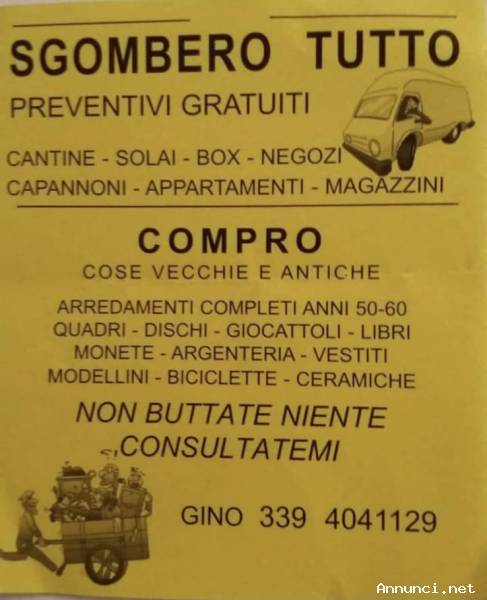 SGOMBERO TUTTO
PREVENTIVI GRATUITI
CANTINE - SOLAI - BOX - NEGOZI
CAPANNONI - APPARTAMENTI - MAGAZZINI
COMPRO
COSE VECCHIE E ANTICHE
ARREDAMENTI COMPLETI ANNI 50-60
QUADRI - DISCHI - GIOCATTOLI - LIBRI
MONETE - ARGENTERIA - VESTITI
MODELLINI - BICICLETTE - CERAMICHE
NON BUTTATE NIENTE
CONSULTATEMI
GINO 339 4041129
Annunci.net